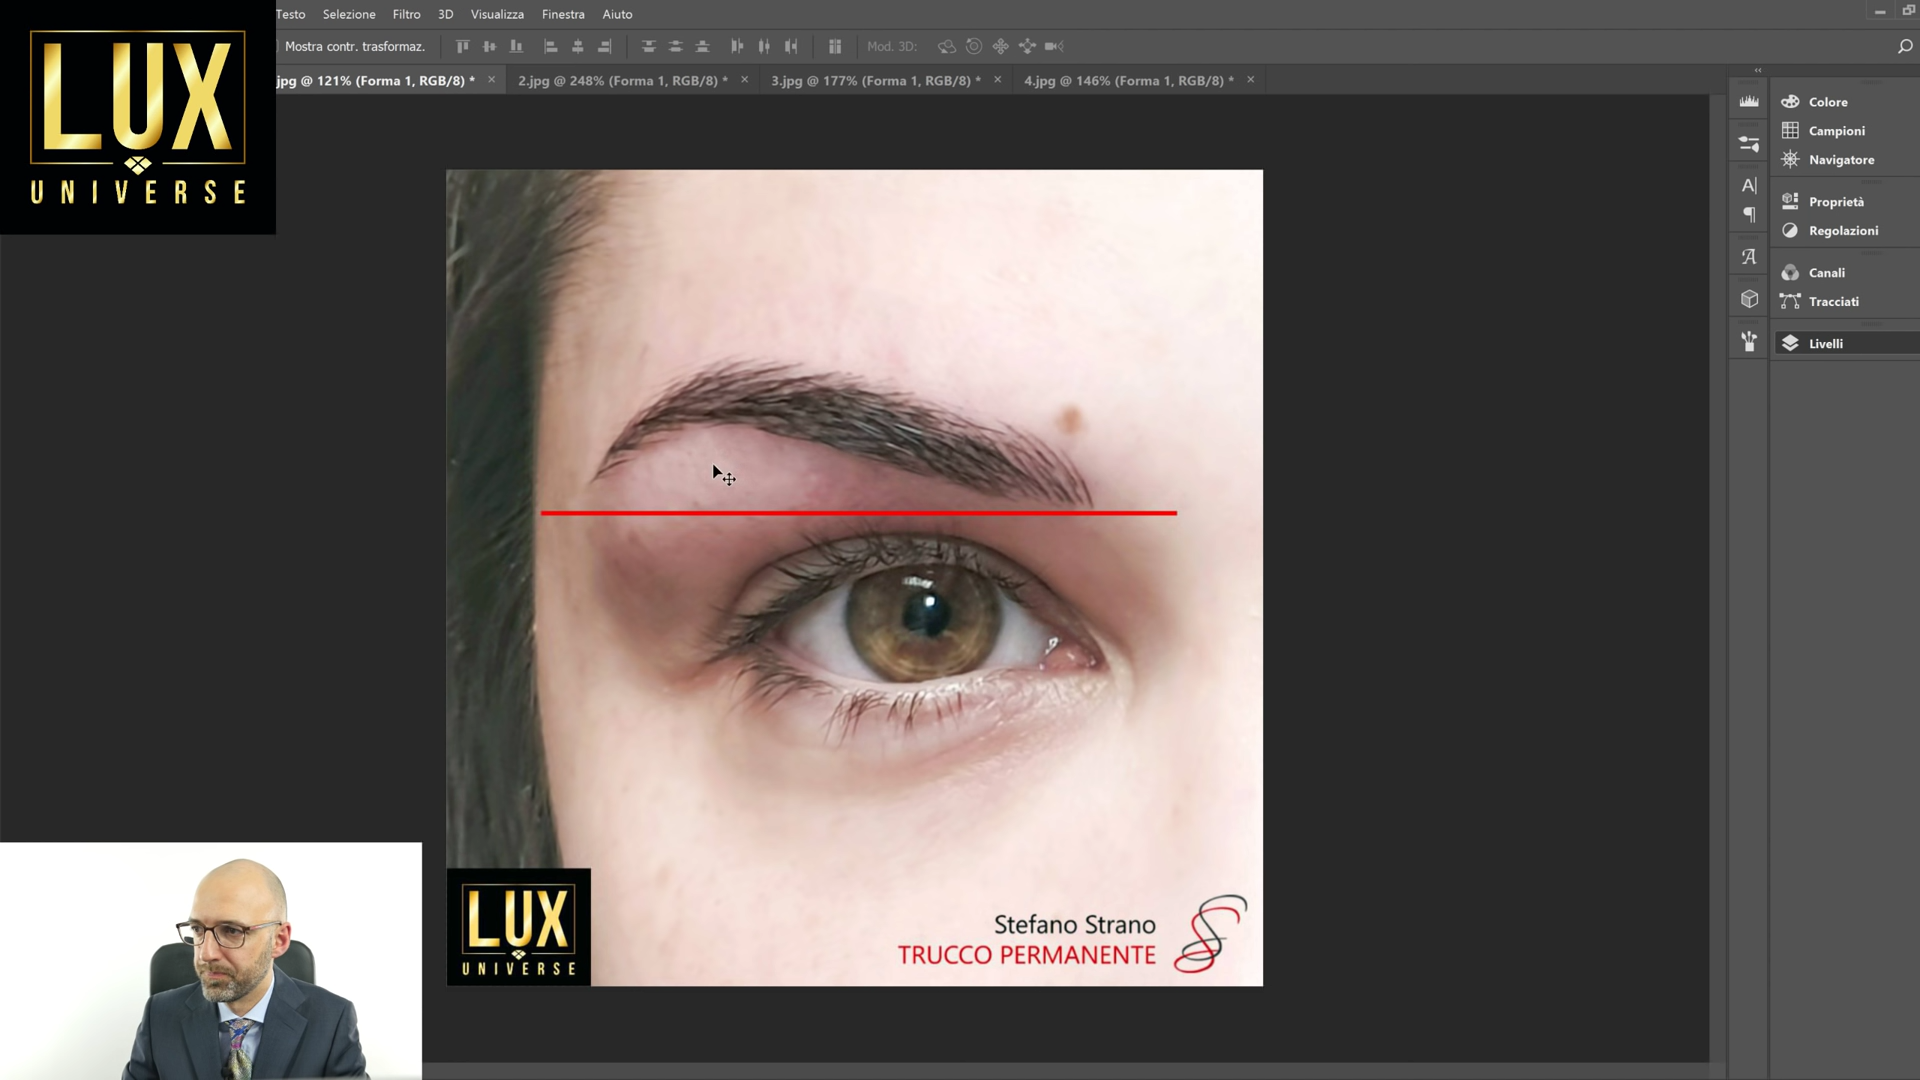 LUX
UNIVERSE
Testo Selezione Filtro 3D Visualizza Finestra Aiuto
Mostra contr. trasformaz. Mod. 3D:
jpg @ 121% (Forma 1, RGB/8) * × 2.jpg @ 248% (Forma 1, RGB/8) * × 3.jpg @ 177% (Forma 1, RGB/8) * × 4.jpg @ 146% (Forma 1, RGB/8) * ×
Colore
Campioni
Navigatore
Proprietà
Regolazioni
Canali
Tracciati
Livelli
LUX
UNIVERSE
Stefano Strano
TRUCCO PERMANENTE